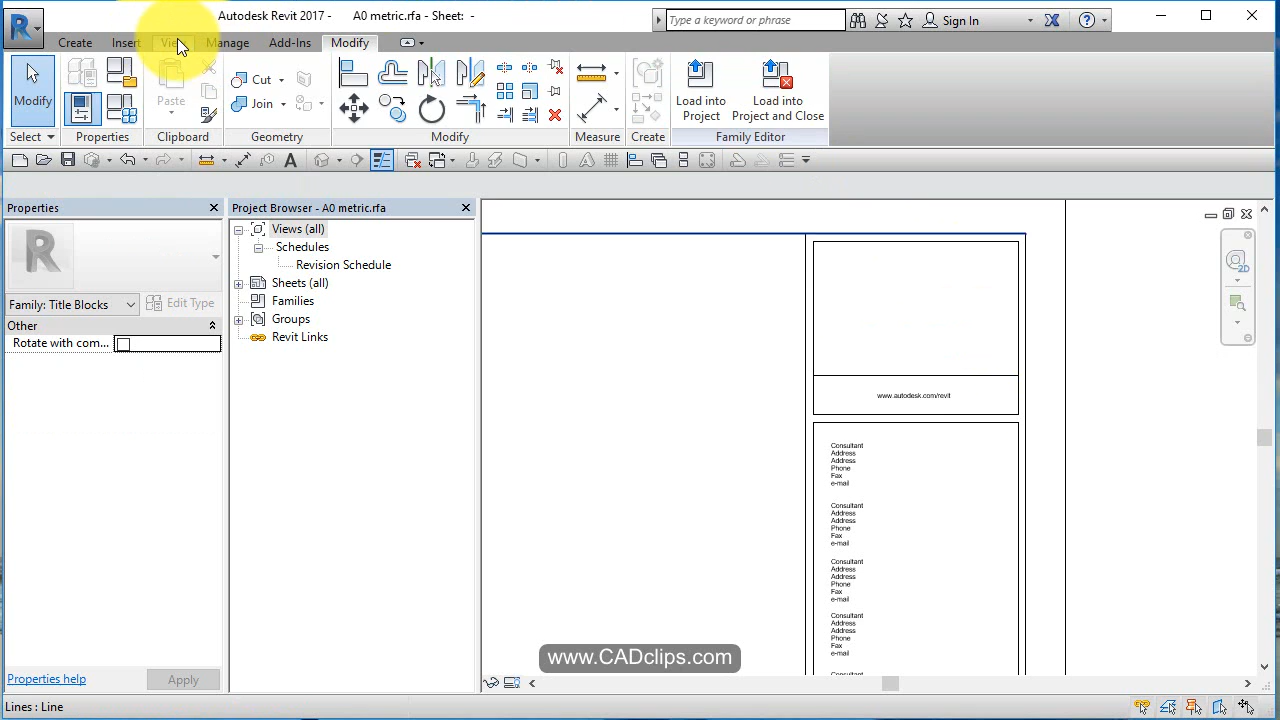 Autodesk Revit 2017 - A0 metric.rfa - Sheet: -
Type a keyword or phrase
Sign In
Create Insert View Manage Add-Ins Modify
Modify
Paste
Cut
Join
Load into Project
Load into Project and Close
Select Properties Clipboard Geometry Modify Measure Create Family Editor
Properties
Project Browser - A0 metric.rfa
Views (all)
Schedules
Revision Schedule
Sheets (all)
Families
Groups
Revit Links
Family: Title Blocks
Edit Type
Other
Rotate with com...
www.autodesk.com/revit
Consultant
Address
Address
Phone
Fax
e-mail
Consultant
Address
Address
Phone
Fax
e-mail
Consultant
Address
Address
Phone
Fax
e-mail
Consultant
Address
Address
Phone
Fax
e-mail
www.CADclips.com
2D
Properties help
Apply
Lines : Line